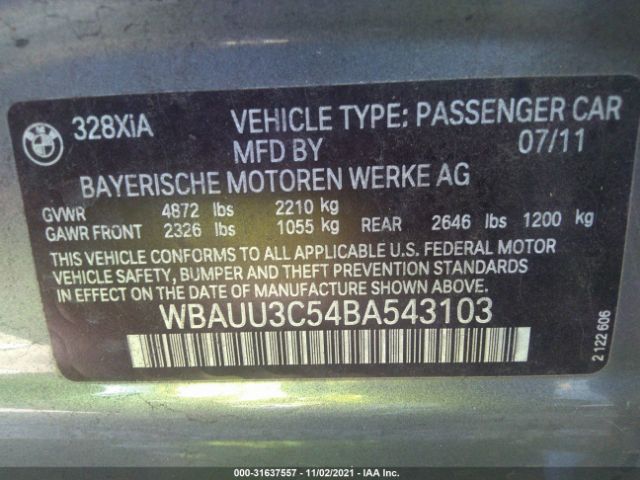 BMW
328XiA VEHICLE TYPE: PASSENGER CAR
MFD BY 07/11
BAYERISCHE MOTOREN WERKE AG
GVWR 4872 lbs 2210 kg
GAWR FRONT 2326 lbs 1055 kg REAR 2646 lbs 1200 kg
THIS VEHICLE CONFORMS TO ALL APPLICABLE U.S. FEDERAL MOTOR
VEHICLE SAFETY, BUMPER AND THEFT PREVENTION STANDARDS
IN EFFECT ON THE DATE OF MANUFACTURE SHOWN ABOVE.
WBAUU3C54BA543103
2 122 606
000-31637557 - 11/02/2021 - IAA INC.